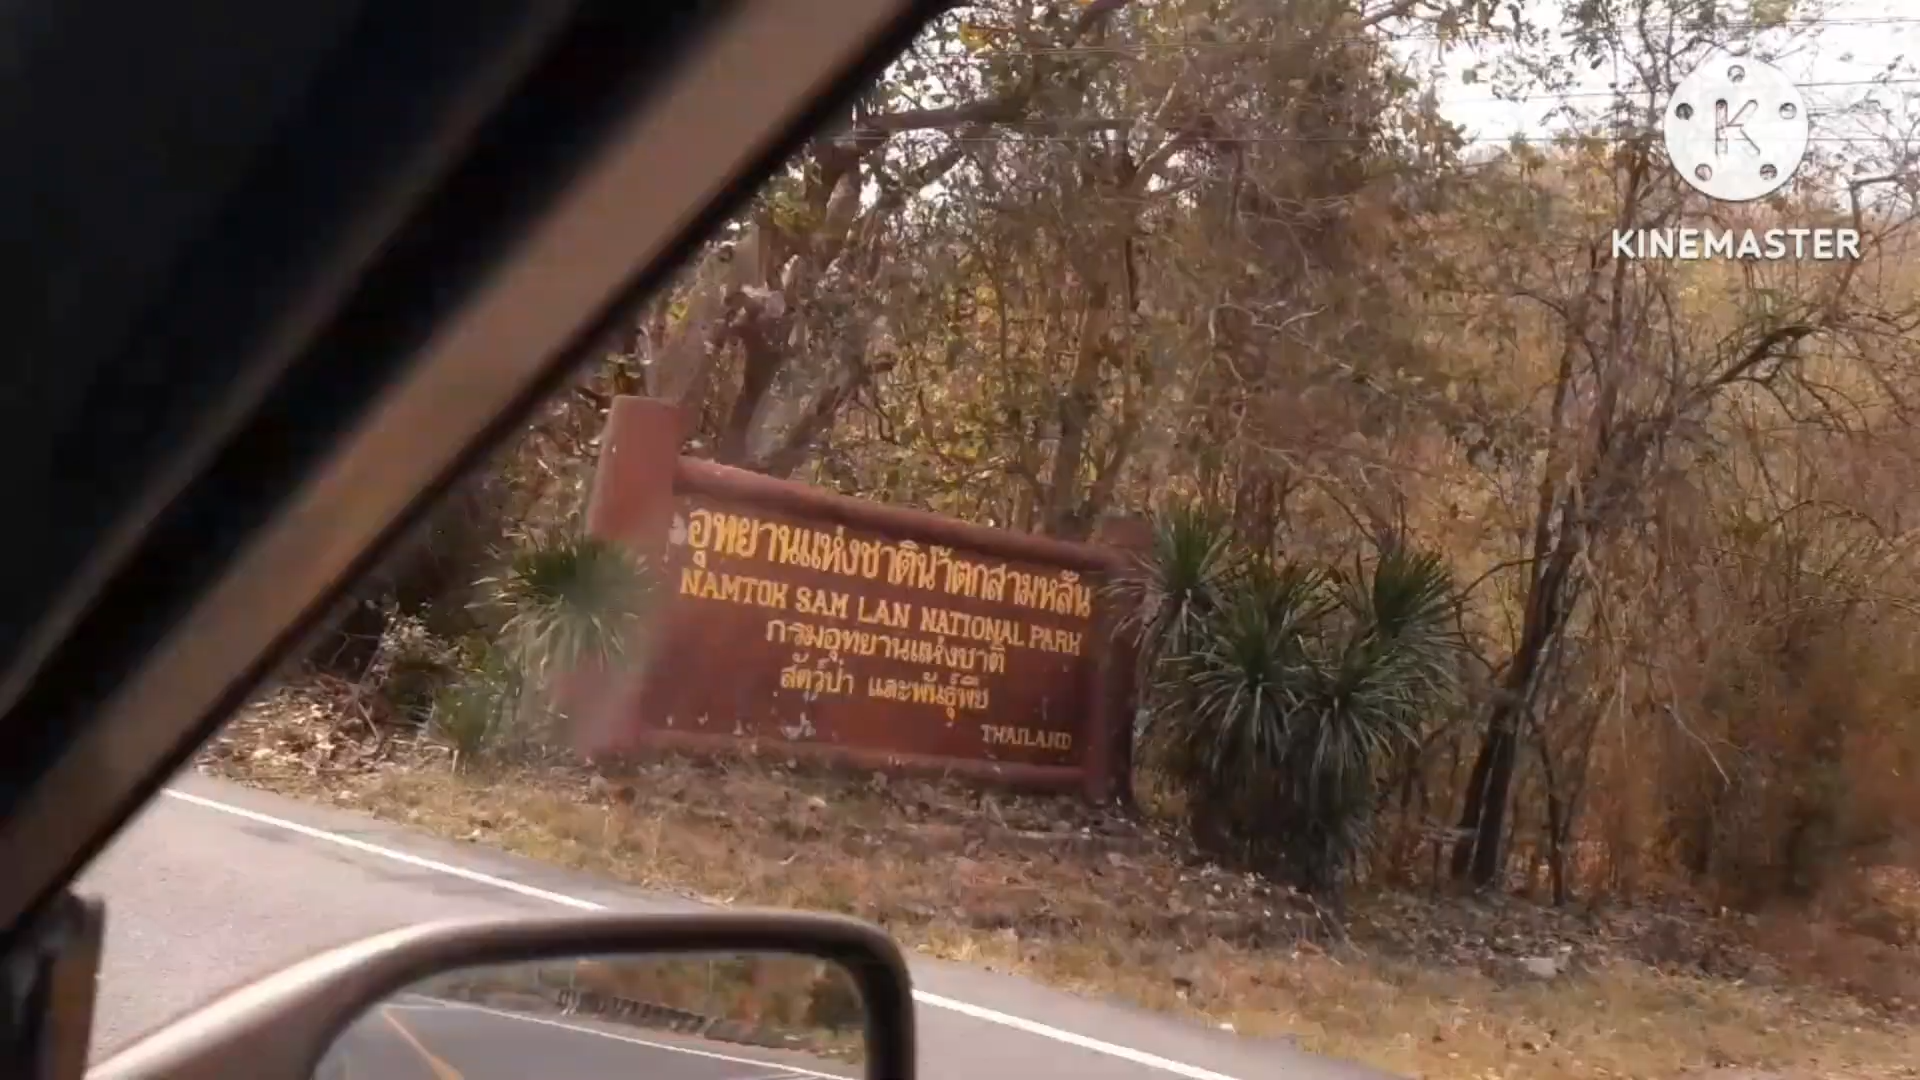 K
KINEMASTER
อุทยานแห่งชาติน้ำตกสามหลั่น
NAMTOK SAM LAN NATIONAL PARK
กรมอุทยานแห่งชาติ
สัตว์ป่า และพันธุ์พืช
THAILAND